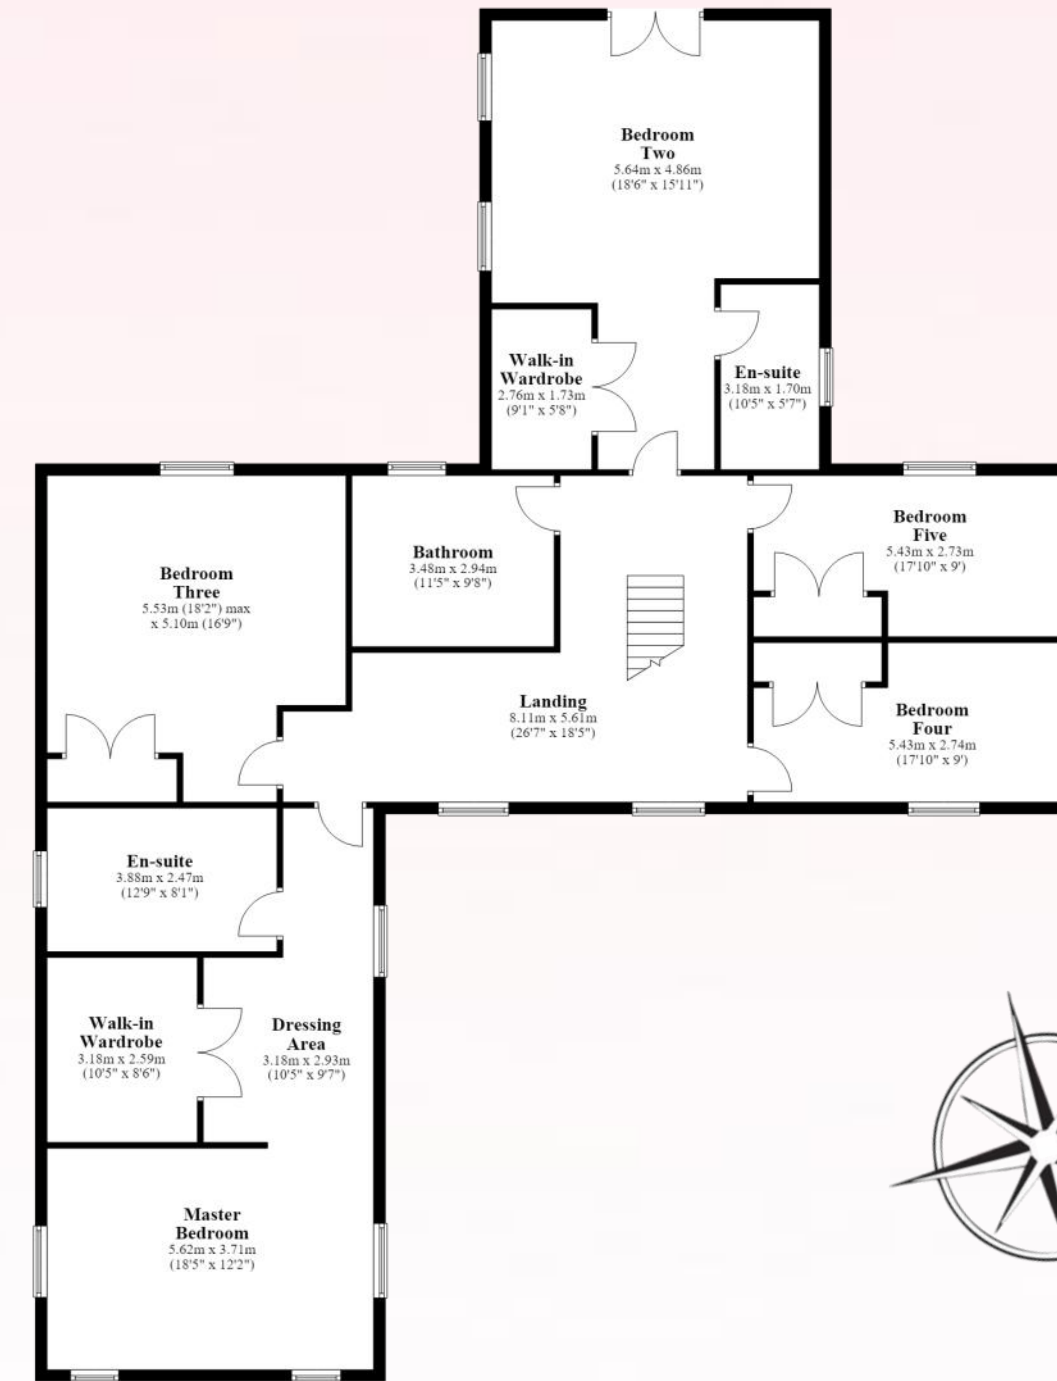 Bedroom
Two
5.64m x 4.86m
(18'6" x 15'11")
Walk-in
Wardrobe
2.76m x 1.73m
(9'1" x 5'8")
En-suite
3.18m x 1.70m
(10'5" x 5'7")
Bedroom
Three
5.53m (18'2") max
x 5.10m (16'9")
Bathroom
3.48m x 2.94m
(11'5" x 9'8")
Bedroom
Five
5.43m x 2.73m
(17'10" x 9')
Landing
8.11m x 5.61m
(26'7" x 18'5")
Bedroom
Four
5.43m x 2.74m
(17'10" x 9')
En-suite
3.88m x 2.47m
(12'9" x 8'1")
Walk-in
Wardrobe
3.18m x 2.59m
(10'5" x 8'6")
Dressing
Area
3.18m x 2.93m
(10'5" x 9'7")
Master
Bedroom
5.62m x 3.71m
(18'5" x 12'2")